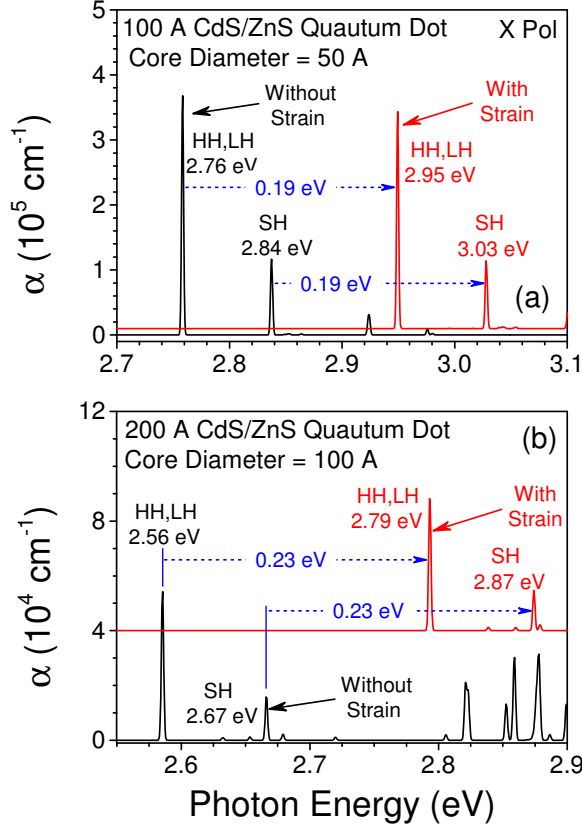 100 A CdS/ZnS Quautum Dot
X Pol
Core Diameter = 50 A
Without
Strain
With
Strain
HH,LH
2.76 eV
HH,LH
2.95 eV
0.19 eV
SH
2.84 eV
SH
3.03 eV
0.19 eV
(a)
5
4
3
2
1
0
α (10⁵ cm⁻¹)
2.7
2.8
2.9
3.0
3.1
200 A CdS/ZnS Quautum Dot
(b)
Core Diameter = 100 A
HH,LH
2.56 eV
HH,LH
2.79 eV
With
Strain
0.23 eV
SH
2.87 eV
0.23 eV
SH
2.67 eV
Without
Strain
12
8
4
0
α (10⁴ cm⁻¹)
2.6
2.7
2.8
2.9
Photon Energy (eV)